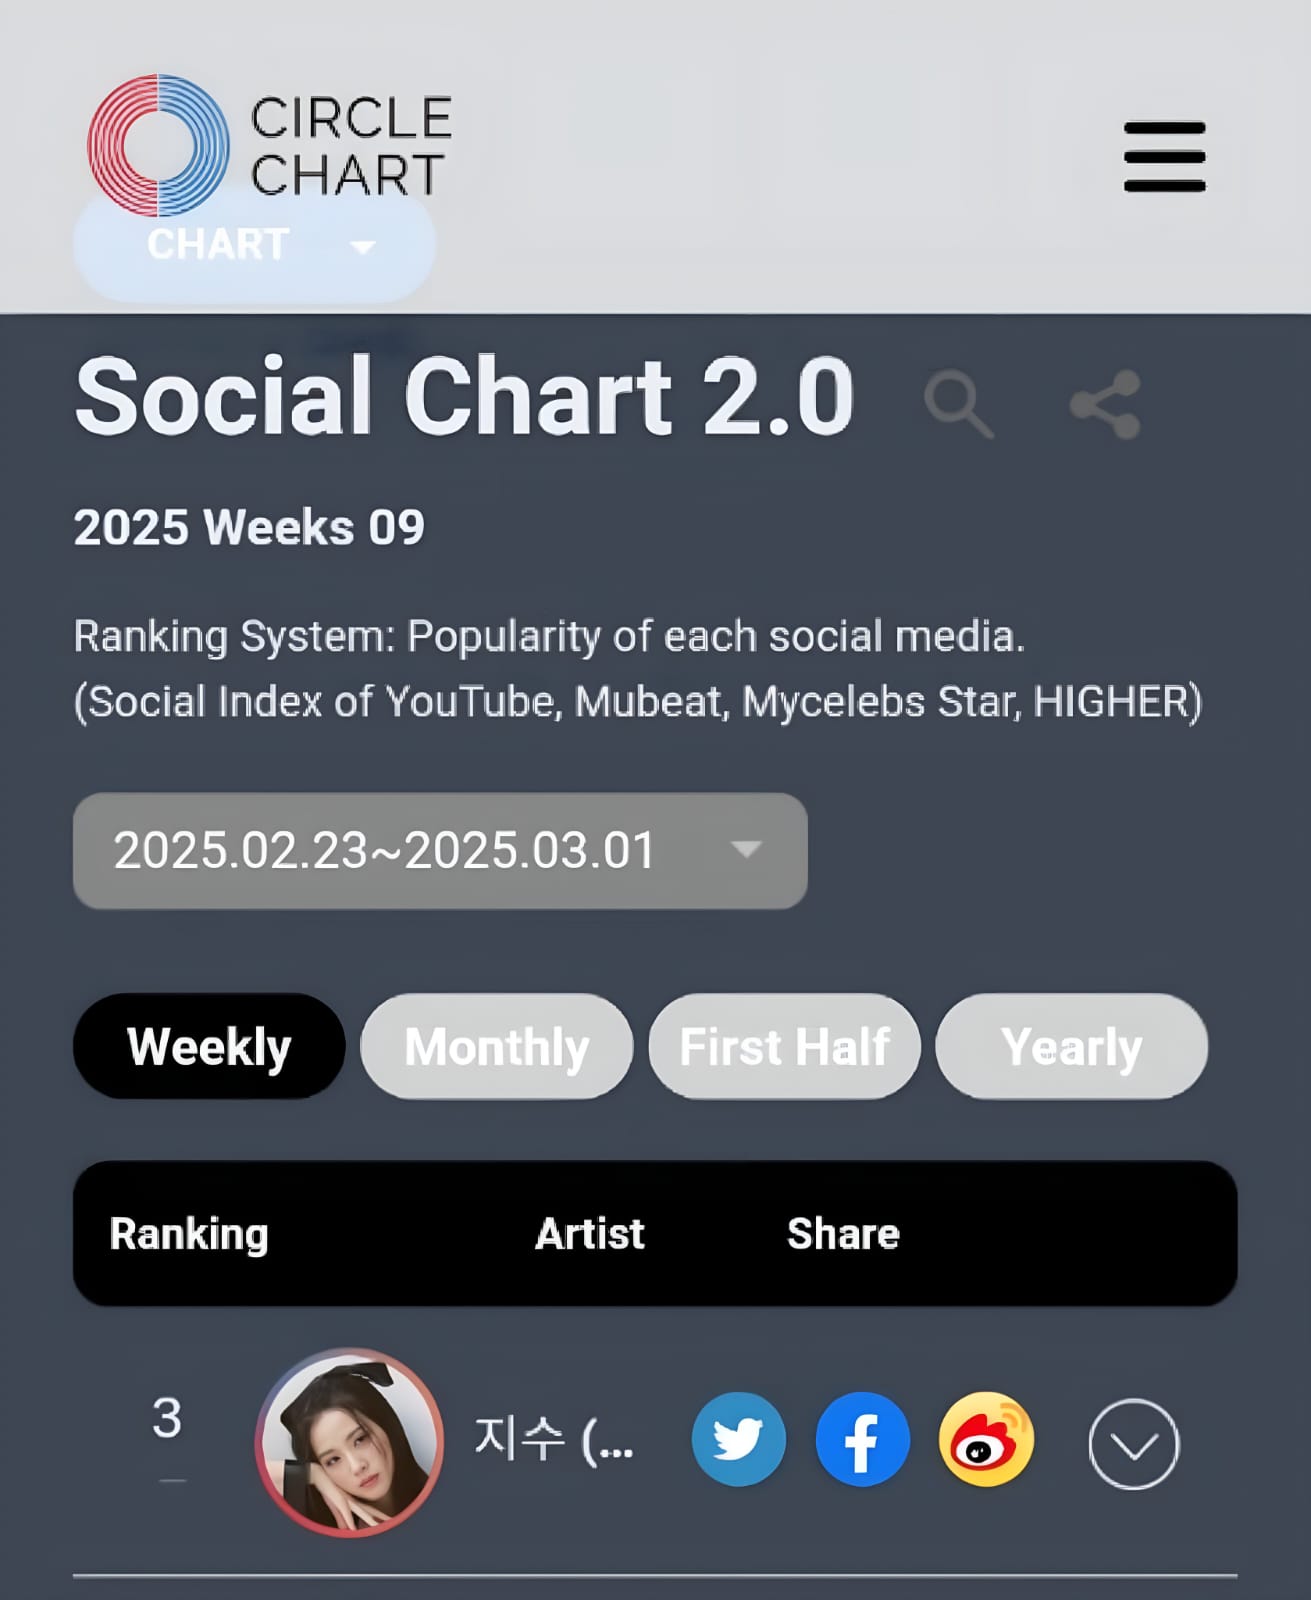 CIRCLE
CHART
CHART
Social Chart 2.0
2025 Weeks 09
Ranking System: Popularity of each social media.
(Social Index of YouTube, Mubeat, Mycelebs Star, HIGHER)
2025.02.23~2025.03.01
Weekly Monthly First Half Yearly
Ranking Artist Share
3 지수 (...